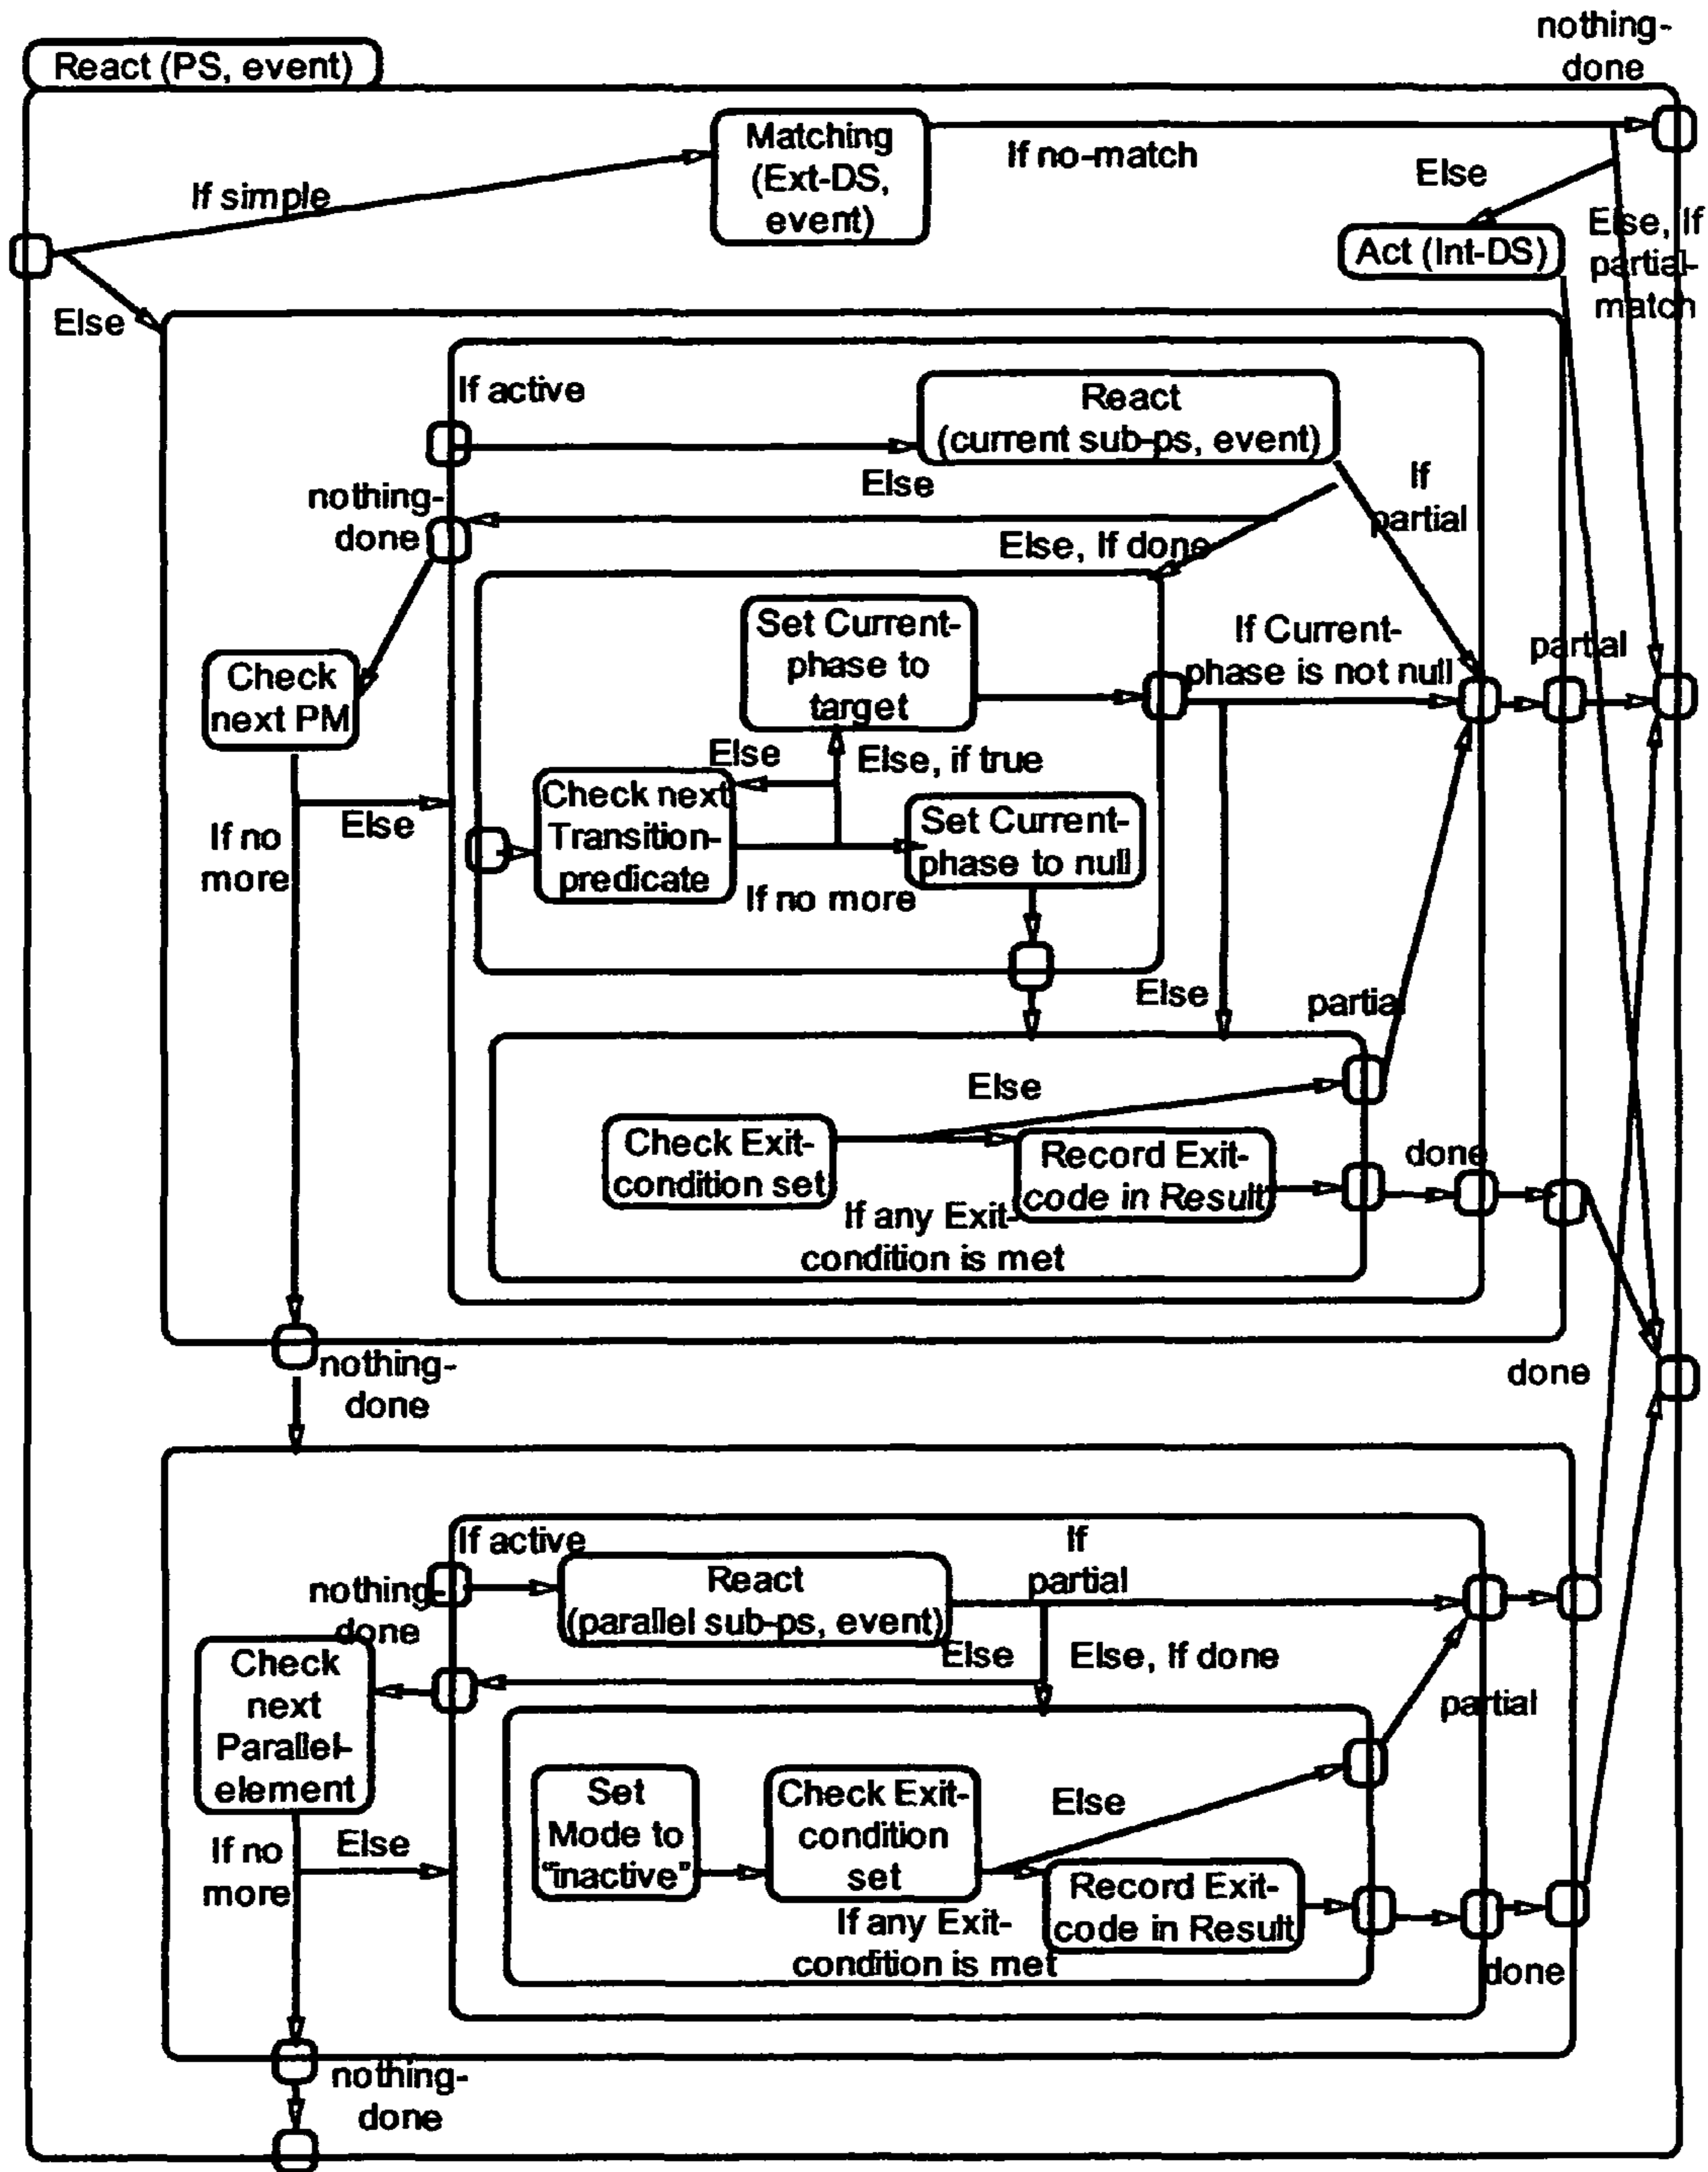 nothing-
done
React (PS, event)
Matching
(Ext-DS,
event)
If no-match
Else
If simple
Else, If
partial-
match
Act (Int-DS)
Else
If active
React
(current sub-ps, event)
Else
If
partial
nothing-
done
Else, If done
Set Current-
phase to
target
If Current-
phase is not null
partial
Check
next PM
Else
Else, if true
Check next
Transition-
predicate
Set Current-
phase to null
If no more
If no
more
Else
Else
partial
Else
Check Exit-
condition set
Record Exit-
code in Result
done
If any Exit-
condition is met
nothing-
done
done
If active
If
partial
React
(parallel sub-ps, event)
nothing-
done
Else
Else, If done
Check
next
Parallel-
element
partial
Set
Mode to
"inactive"
Check Exit-
condition
set
Else
If no
more
Else
Record Exit-
code in Result
If any Exit-
condition is met
done
nothing-
done